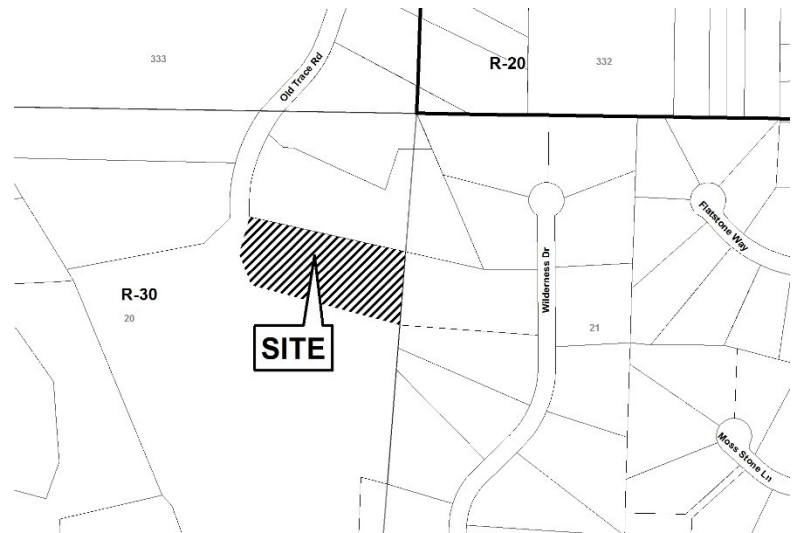 333
Old Trace Rd
R-20
332
Flatstone Way
Wilderness Dr
R-30
20
21
SITE
Moss Stone Ln